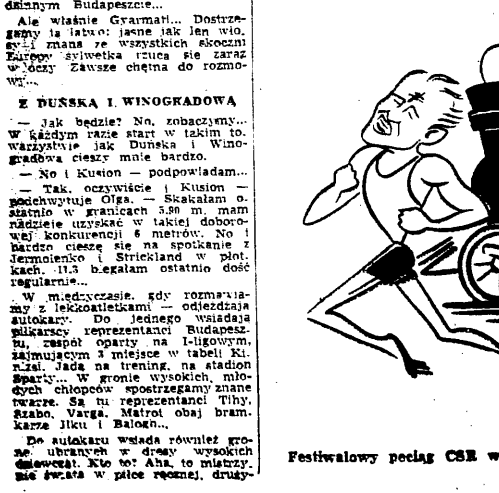 dzinnym Budapeszcie...
Ale właśnie Gyarmati... Dostrze-
gamy ją łatwo: jasne jak len wło-
sy i znana ze wszystkich skoczni
Europy sylwetka rzuca się zaraz
w oczy. Zawsze chętna do rozmo-
wy...
Z DUŃSKĄ I WINOGRADOWĄ
— Jak będzie? No, zobaczymy...
W każdym razie start w takim to-
warzystwie jak Duńska i Wino-
gradowa cieszy mnie bardzo.
— No i Kusion — podpowiadam...
— Tak, oczywiście i Kusion —
podchwytuje Olga. — Skakałam o-
statnio w granicach 5.90 m. mam
nadzieję uzyskać w takiej doboro-
wej konkurencji 6 metrów. No i
bardzo cieszę się na spotkanie z
Jermolenko i Strickland w płot-
kach. 11,3 biegałam ostatnio dość
regularnie...
W międzyczasie, gdy rozmawia-
my z lekkoatletkami — odjeżdżają
autokary. Do jednego wsiadają
piłkarscy reprezentanci Budapesz-
tu, zespół oparty na I-ligowym,
zajmującym 3 miejsce w tabeli Ki-
nizsi. Jadą na trening, na stadion
Sparty... W gronie wysokich, mło-
dych chłopców spostrzegamy znane
twarze. Są tu reprezentanci Tihy,
Szabo, Varga, Matrot obaj bram-
karze Ilku i Balogh...
Do autokaru wsiada również gro-
no ubranych w dresy wysokich
dziewcząt. Kto to? Aha, to mistrzy-
nie świata w piłce ręcznej, druży-
Festiwalowy pociąg CSR w